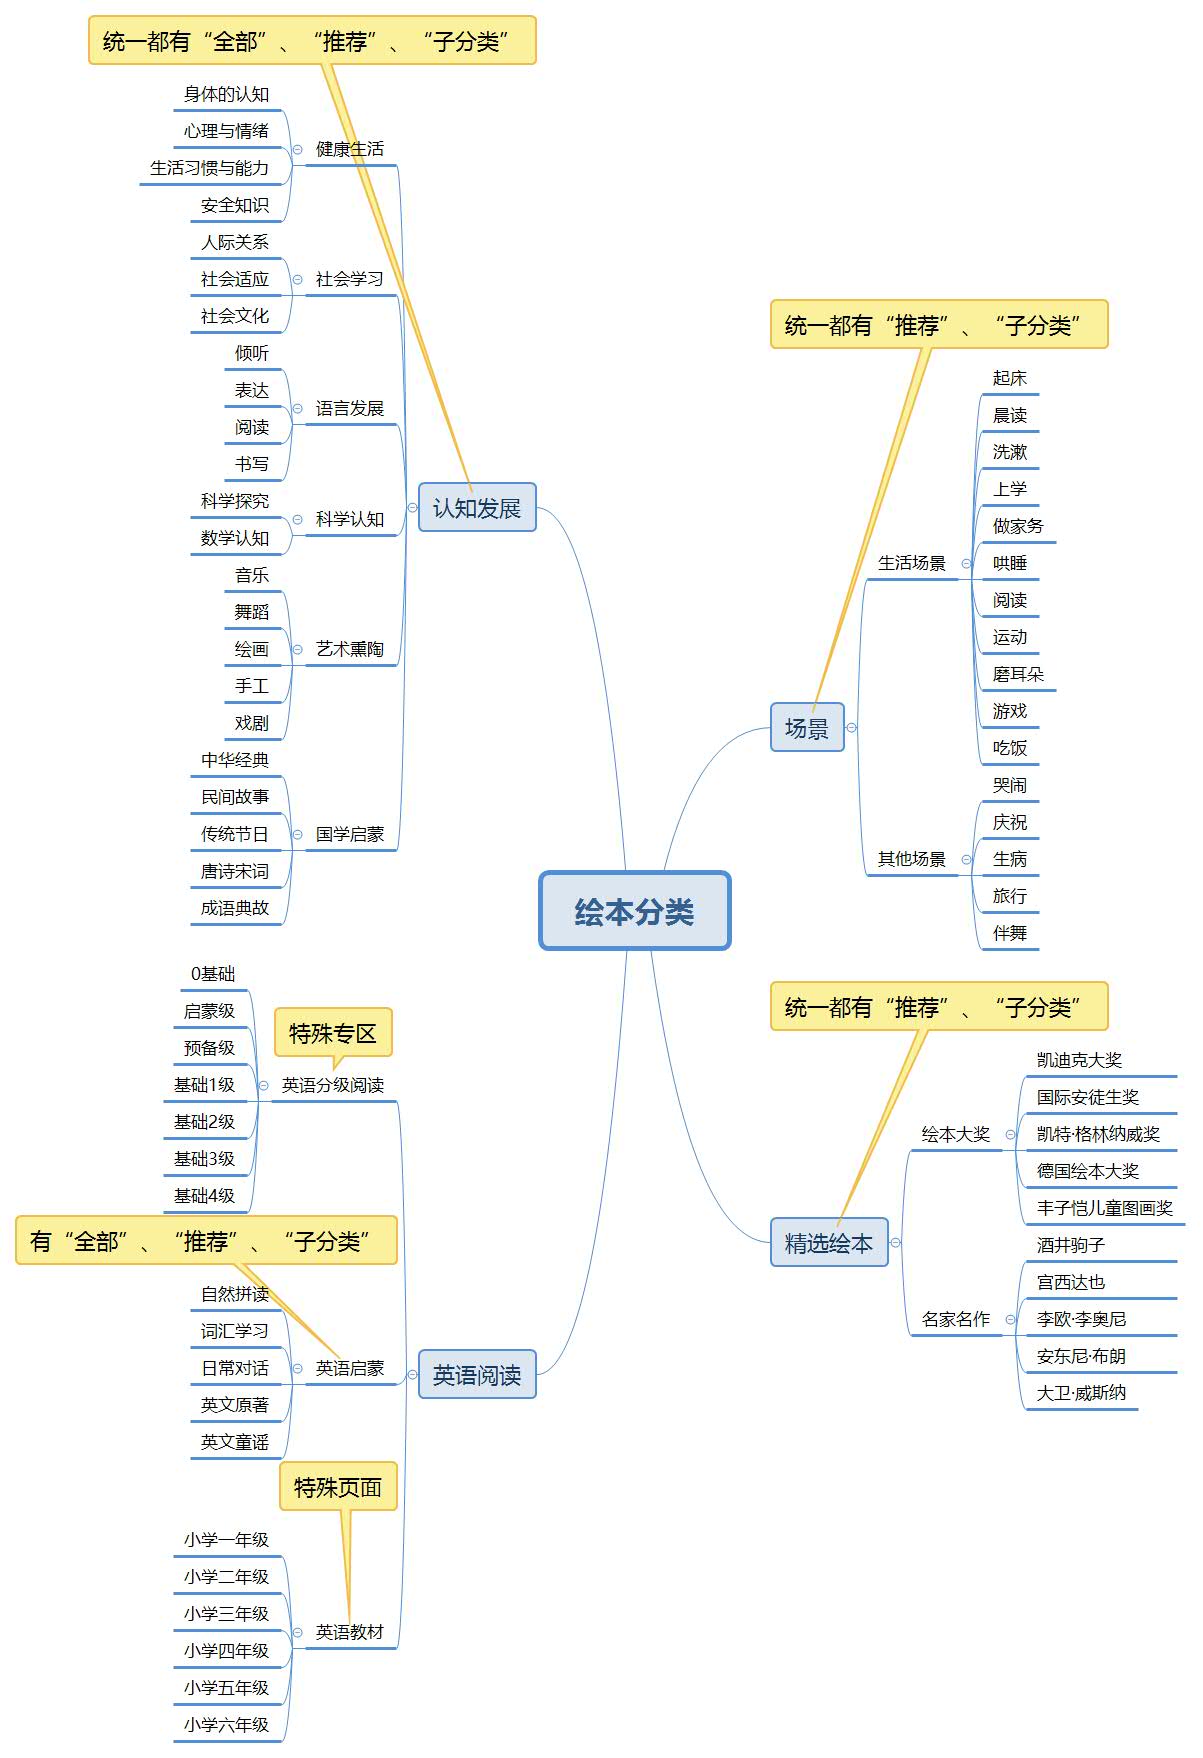 绘本分类
统一都有“全部”、“推荐”、“子分类”
认知发展
健康生活
身体的认知
心理与情绪
生活习惯与能力
安全知识
社会学习
人际关系
社会适应
社会文化
语言发展
倾听
表达
阅读
书写
科学认知
科学探究
数学认知
艺术熏陶
音乐
舞蹈
绘画
手工
戏剧
国学启蒙
中华经典
民间故事
传统节日
唐诗宋词
成语典故
英语阅读
特殊专区
英语分级阅读
0基础
启蒙级
预备级
基础1级
基础2级
基础3级
基础4级
有“全部”、“推荐”、“子分类”
英语启蒙
自然拼读
词汇学习
日常对话
英文原著
英文童谣
特殊页面
英语教材
小学一年级
小学二年级
小学三年级
小学四年级
小学五年级
小学六年级
统一都有“推荐”、“子分类”
场景
生活场景
起床
晨读
洗漱
上学
做家务
哄睡
阅读
运动
磨耳朵
游戏
吃饭
其他场景
哭闹
庆祝
生病
旅行
伴舞
统一都有“推荐”、“子分类”
精选绘本
绘本大奖
凯迪克大奖
国际安徒生奖
凯特·格林纳威奖
德国绘本大奖
丰子恺儿童图画奖
名家名作
酒井驹子
宫西达也
李欧·李奥尼
安东尼·布朗
大卫·威斯纳